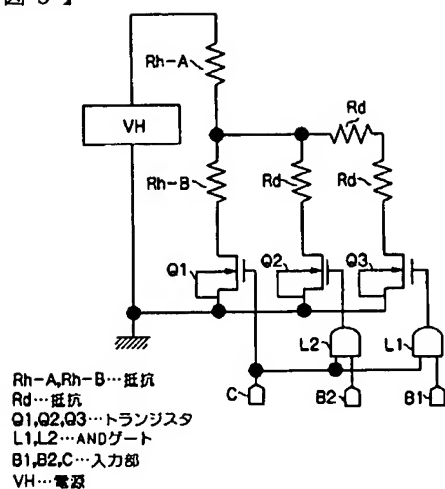 Rh-A
Rd
VH
Rh-B
Rd
Rd
Q1
Q2
Q3
L2
L1
C
B2
B1
Rh-A,Rh-B…抵抗
Rd…抵抗
Q1,Q2,Q3…トランジスタ
L1,L2…ANDゲート
B1,B2,C…入力部
VH…電源